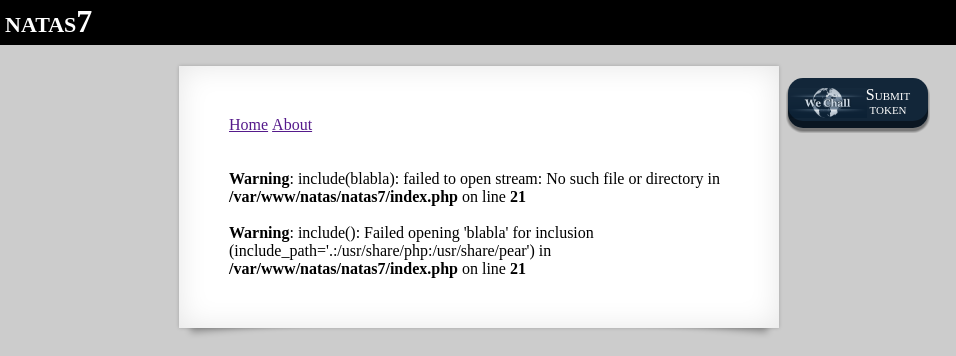 NATAS7
We Chall
SUBMIT
TOKEN
Home About
Warning: include(blabla): failed to open stream: No such file or directory in
/var/www/natas/natas7/index.php on line 21
Warning: include(): Failed opening 'blabla' for inclusion
(include_path='.:/usr/share/php:/usr/share/pear') in
/var/www/natas/natas7/index.php on line 21